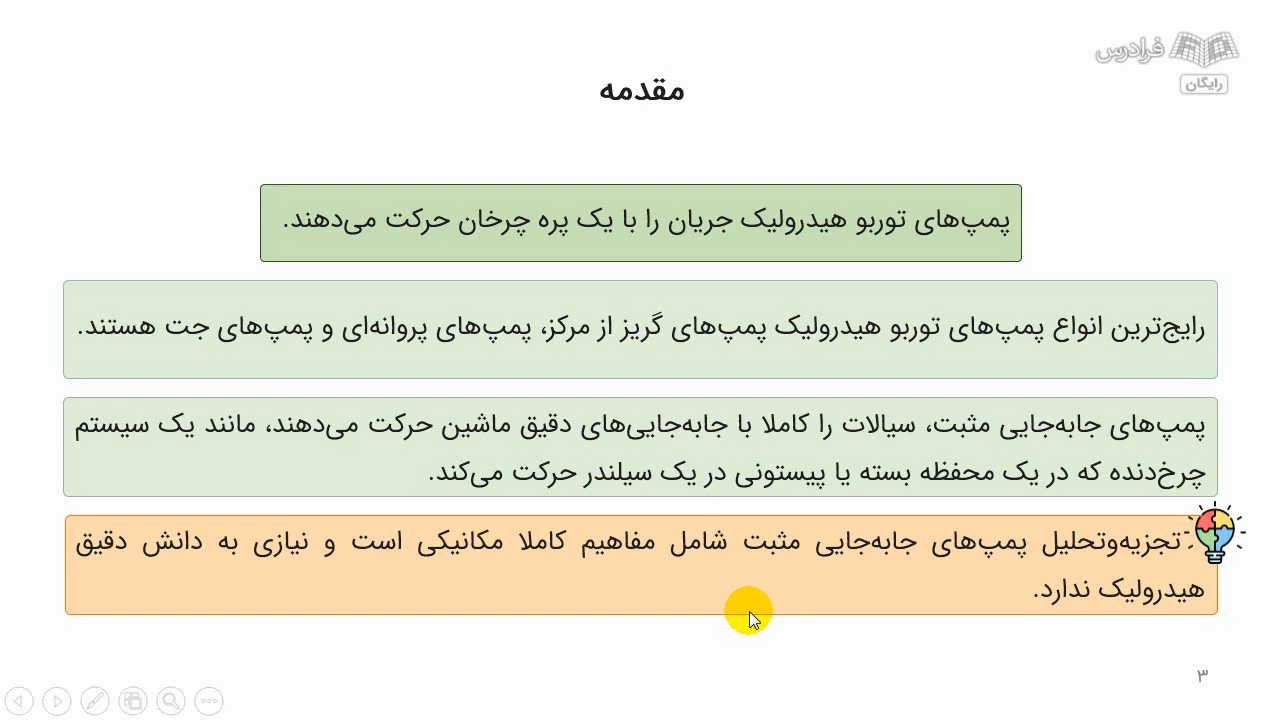 فرادرس
رایگان
مقدمه
پمپ‌های توربو هیدرولیک جریان را با یک پره چرخان حرکت می‌دهند.
رایج‌ترین انواع پمپ‌های توربو هیدرولیک پمپ‌های گریز از مرکز، پمپ‌های پروانه‌ای و پمپ‌های جت هستند.
پمپ‌های جابه‌جایی مثبت، سیالات را کاملا با جابه‌جایی‌های دقیق ماشین حرکت می‌دهند، مانند یک سیستم
چرخ‌دنده که در یک محفظه بسته یا پیستونی در یک سیلندر حرکت می‌کند.
تجزیه‌وتحلیل پمپ‌های جابه‌جایی مثبت شامل مفاهیم کاملا مکانیکی است و نیازی به دانش دقیق
هیدرولیک ندارد.
۳